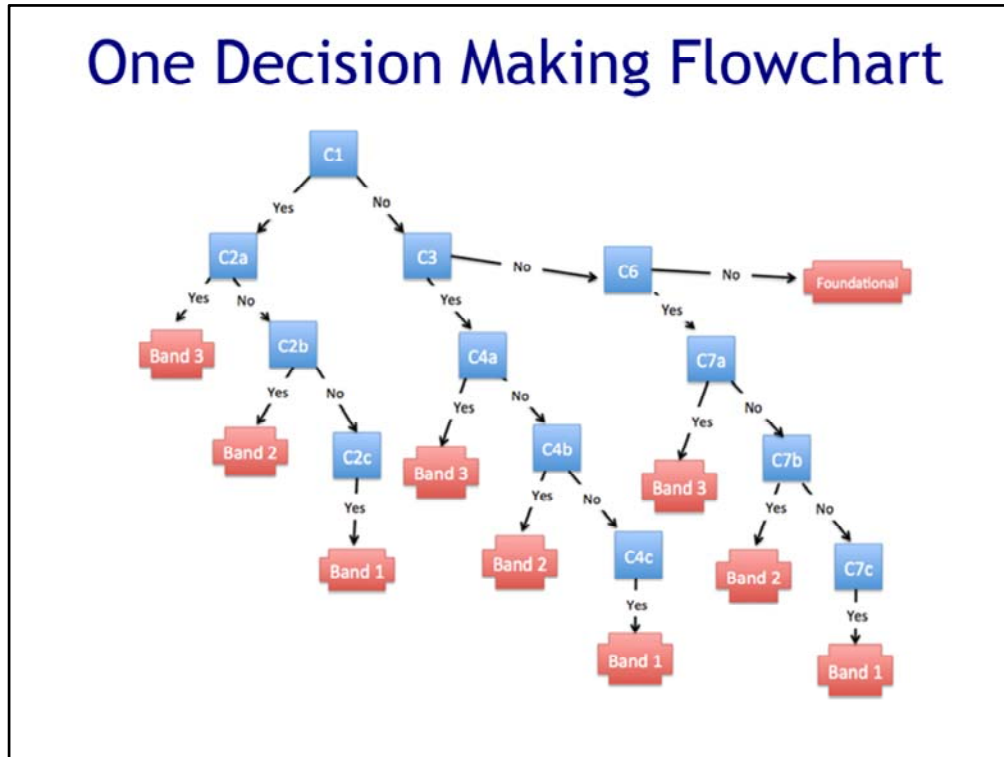 One Decision Making Flowchart
C1
Yes
No
C2a
C3
No
C6
No
Foundational
Yes
No
Yes
Yes
Band 3
C2b
C4a
C7a
Yes
No
Yes
No
Yes
No
Band 2
C2c
Band 3
C4b
Band 3
C7b
Yes
Yes
No
Yes
No
Band 1
Band 2
C4c
Band 2
C7c
Yes
Yes
Band 1
Band 1